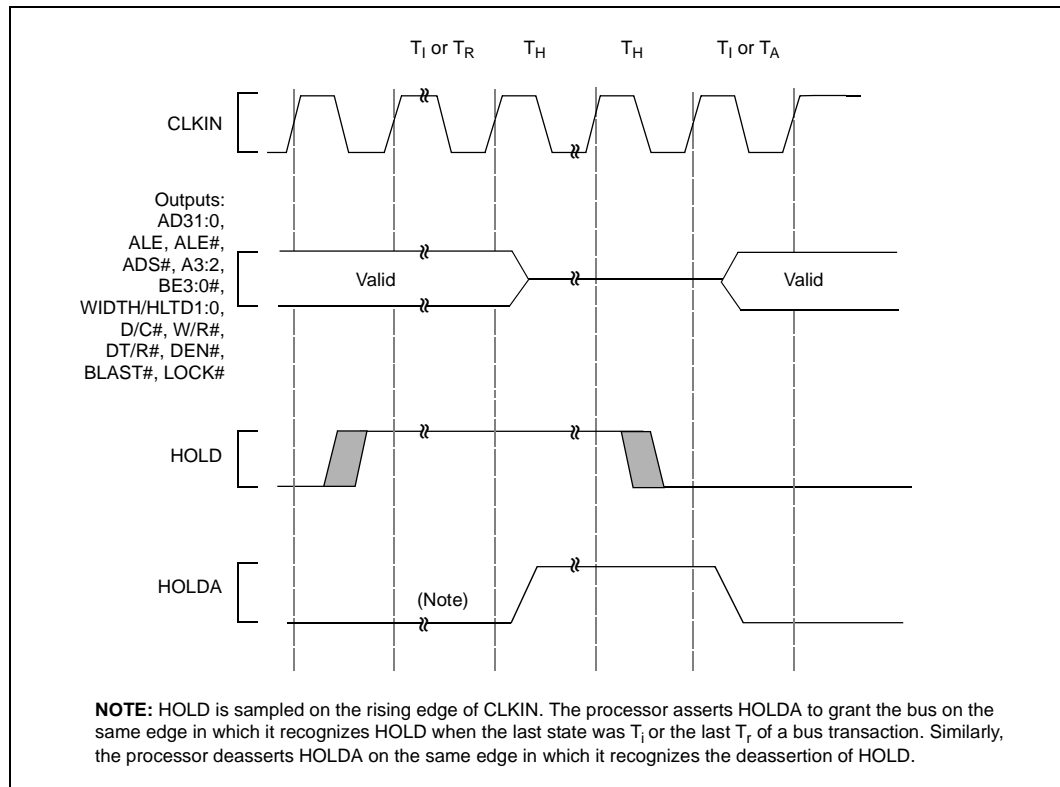 T_I or T_R T_H T_H T_I or T_A
CLKIN
Outputs:
AD31:0,
ALE, ALE#,
ADS#, A3:2,
BE3:0#,
WIDTH/HLTD1:0,
D/C#, W/R#,
DT/R#, DEN#,
BLAST#, LOCK#
Valid Valid
HOLD
HOLDA
(Note)
NOTE: HOLD is sampled on the rising edge of CLKIN. The processor asserts HOLDA to grant the bus on the
same edge in which it recognizes HOLD when the last state was T_i or the last T_r of a bus transaction. Similarly,
the processor deasserts HOLDA on the same edge in which it recognizes the deassertion of HOLD.